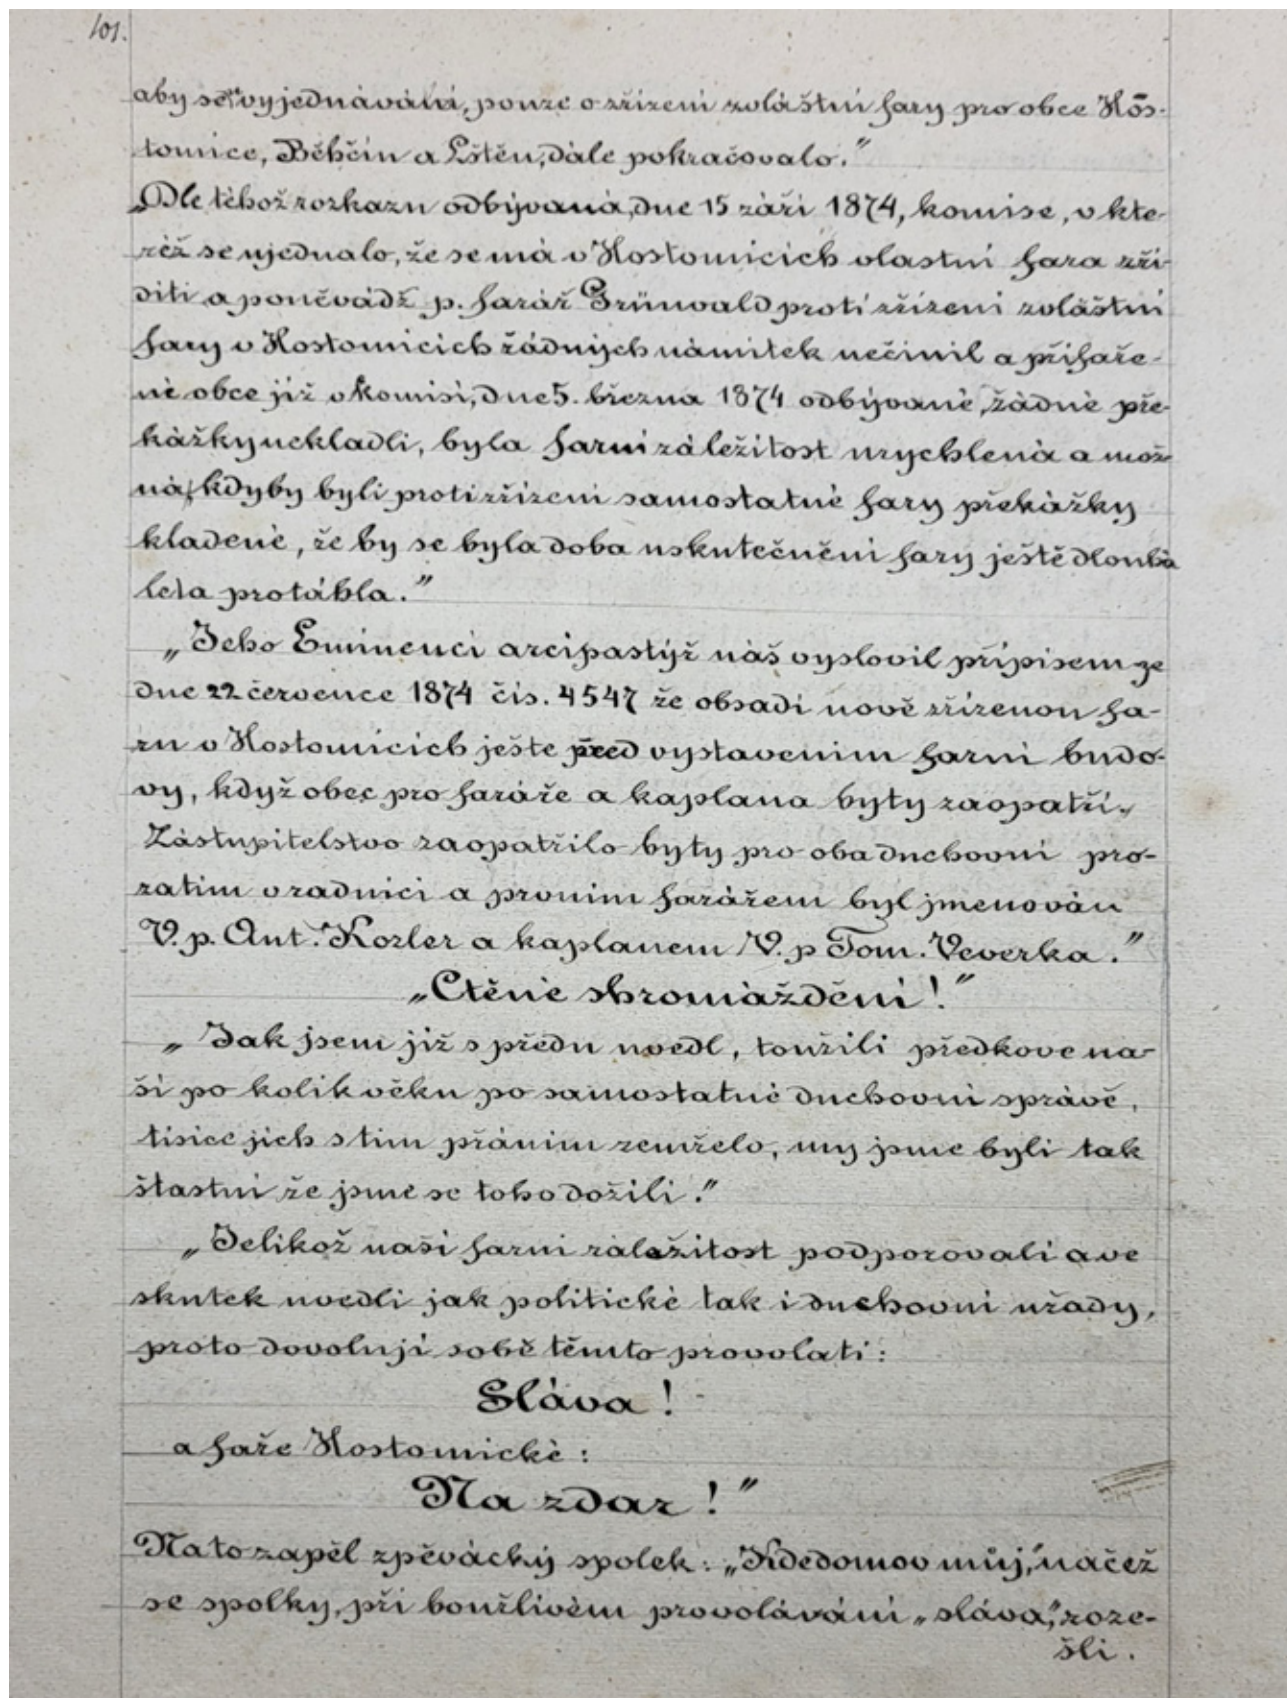 101.
aby se vyjednávání, pouze o zřízení zvláštní fary pro obce Hos-
tomice, Běhčín a Lštěn, dále pokračovalo."
„Dle téhož rozkazu odbývaná, dne 15 září 1874, komise, v kte-
réž se ujednalo, že se má v Hostomicích vlastní fara zří-
diti a poněvádž p. farář Grünwald proti zřízení zvláštní
fary v Hostomicích žádných námitek nečinil a přifaře-
né obce již v komisi, dne 5. března 1874 odbývané, žádné pře-
kážky nekladli, byla farní záležitost urychlená a mož-
ná, kdyby byli proti zřízení samostatné fary překážky
kladené, že by se byla doba uskutečnění fary ještě dlouhá
leta protáhla."
„Jeho Eminencí arcipastýř náš vyslovil přípisem ze
dne 22 července 1874 čís. 4547 že obsadí nově zřízenou fa-
ru v Hostomicích ješte před vystavením farní budo-
vy, když obec pro faráře a kaplana byty zaopatří.
Zástupitelstvo zaopatřilo byty pro oba duchovní pro-
zatím v radnici a prvním farářem byl jmenován
V. p. Ant. Kozler a kaplanem V. p Tom. Veverka."
„Ctěné shromáždění!"
„Jak jsem již s předu uvedl, toužili předkove na-
ši po kolik věku po samostatné duchovní správě,
tisíce jich s tím přáním zemřelo, my jsme byli tak
štastní že jsme se toho dožili."
„Jelikož naši farní záležitost podporovali a ve
skutek uvedli jak politické tak i duchovní uřady,
proto dovoluji sobě těmto provolati:
Sláva!
a faře Hostomické:
Na zdar!"
Na to zapěl zpěvácký spolek: „Kde domov můj," načež
se spolky, při bouřlivém provolávání „sláva," roze-
šli.